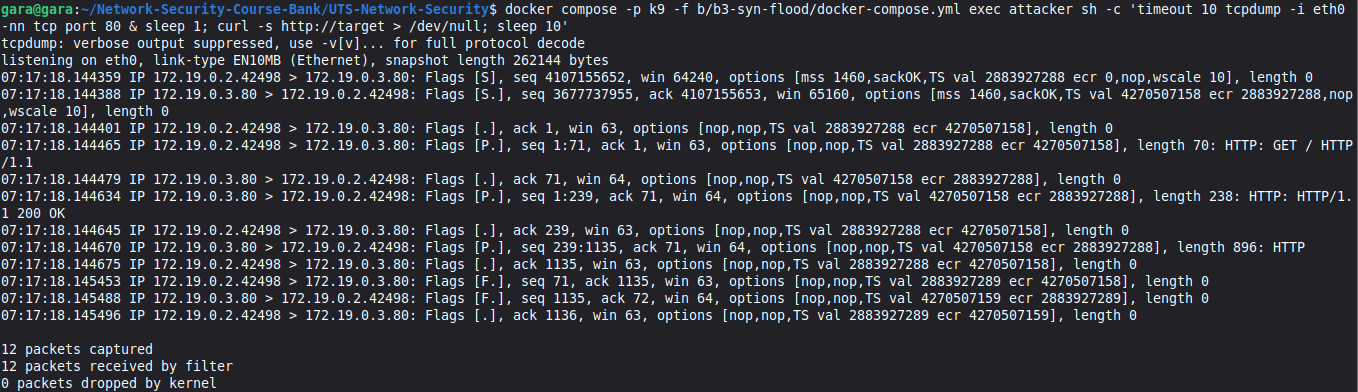 gara@gara:~/Network-Security-Course-Bank/UTS-Network-Security$ docker compose -p k9 -f b/b3-syn-flood/docker-compose.yml exec attacker sh -c 'timeout 10 tcpdump -i eth0
-nn tcp port 80 & sleep 1; curl -s http://target > /dev/null; sleep 10'
tcpdump: verbose output suppressed, use -v[v]... for full protocol decode
listening on eth0, link-type EN10MB (Ethernet), snapshot length 262144 bytes
07:17:18.144359 IP 172.19.0.2.42498 > 172.19.0.3.80: Flags [S], seq 4107155652, win 64240, options [mss 1460,sackOK,TS val 2883927288 ecr 0,nop,wscale 10], length 0
07:17:18.144388 IP 172.19.0.3.80 > 172.19.0.2.42498: Flags [S.], seq 3677737955, ack 4107155653, win 65160, options [mss 1460,sackOK,TS val 4270507158 ecr 2883927288,nop
,wscale 10], length 0
07:17:18.144401 IP 172.19.0.2.42498 > 172.19.0.3.80: Flags [.], ack 1, win 63, options [nop,nop,TS val 2883927288 ecr 4270507158], length 0
07:17:18.144465 IP 172.19.0.2.42498 > 172.19.0.3.80: Flags [P.], seq 1:71, ack 1, win 63, options [nop,nop,TS val 2883927288 ecr 4270507158], length 70: HTTP: GET / HTTP
/1.1
07:17:18.144479 IP 172.19.0.3.80 > 172.19.0.2.42498: Flags [.], ack 71, win 64, options [nop,nop,TS val 4270507158 ecr 2883927288], length 0
07:17:18.144634 IP 172.19.0.3.80 > 172.19.0.2.42498: Flags [P.], seq 1:239, ack 71, win 64, options [nop,nop,TS val 4270507158 ecr 2883927288], length 238: HTTP: HTTP/1.
1 200 OK
07:17:18.144645 IP 172.19.0.2.42498 > 172.19.0.3.80: Flags [.], ack 239, win 63, options [nop,nop,TS val 2883927288 ecr 4270507158], length 0
07:17:18.144670 IP 172.19.0.3.80 > 172.19.0.2.42498: Flags [P.], seq 239:1135, ack 71, win 64, options [nop,nop,TS val 4270507158 ecr 2883927288], length 896: HTTP
07:17:18.144675 IP 172.19.0.2.42498 > 172.19.0.3.80: Flags [.], ack 1135, win 63, options [nop,nop,TS val 2883927288 ecr 4270507158], length 0
07:17:18.145453 IP 172.19.0.2.42498 > 172.19.0.3.80: Flags [F.], seq 71, ack 1135, win 63, options [nop,nop,TS val 2883927289 ecr 4270507158], length 0
07:17:18.145488 IP 172.19.0.3.80 > 172.19.0.2.42498: Flags [F.], seq 1135, ack 72, win 64, options [nop,nop,TS val 4270507159 ecr 2883927289], length 0
07:17:18.145496 IP 172.19.0.2.42498 > 172.19.0.3.80: Flags [.], ack 1136, win 63, options [nop,nop,TS val 2883927289 ecr 4270507159], length 0
12 packets captured
12 packets received by filter
0 packets dropped by kernel